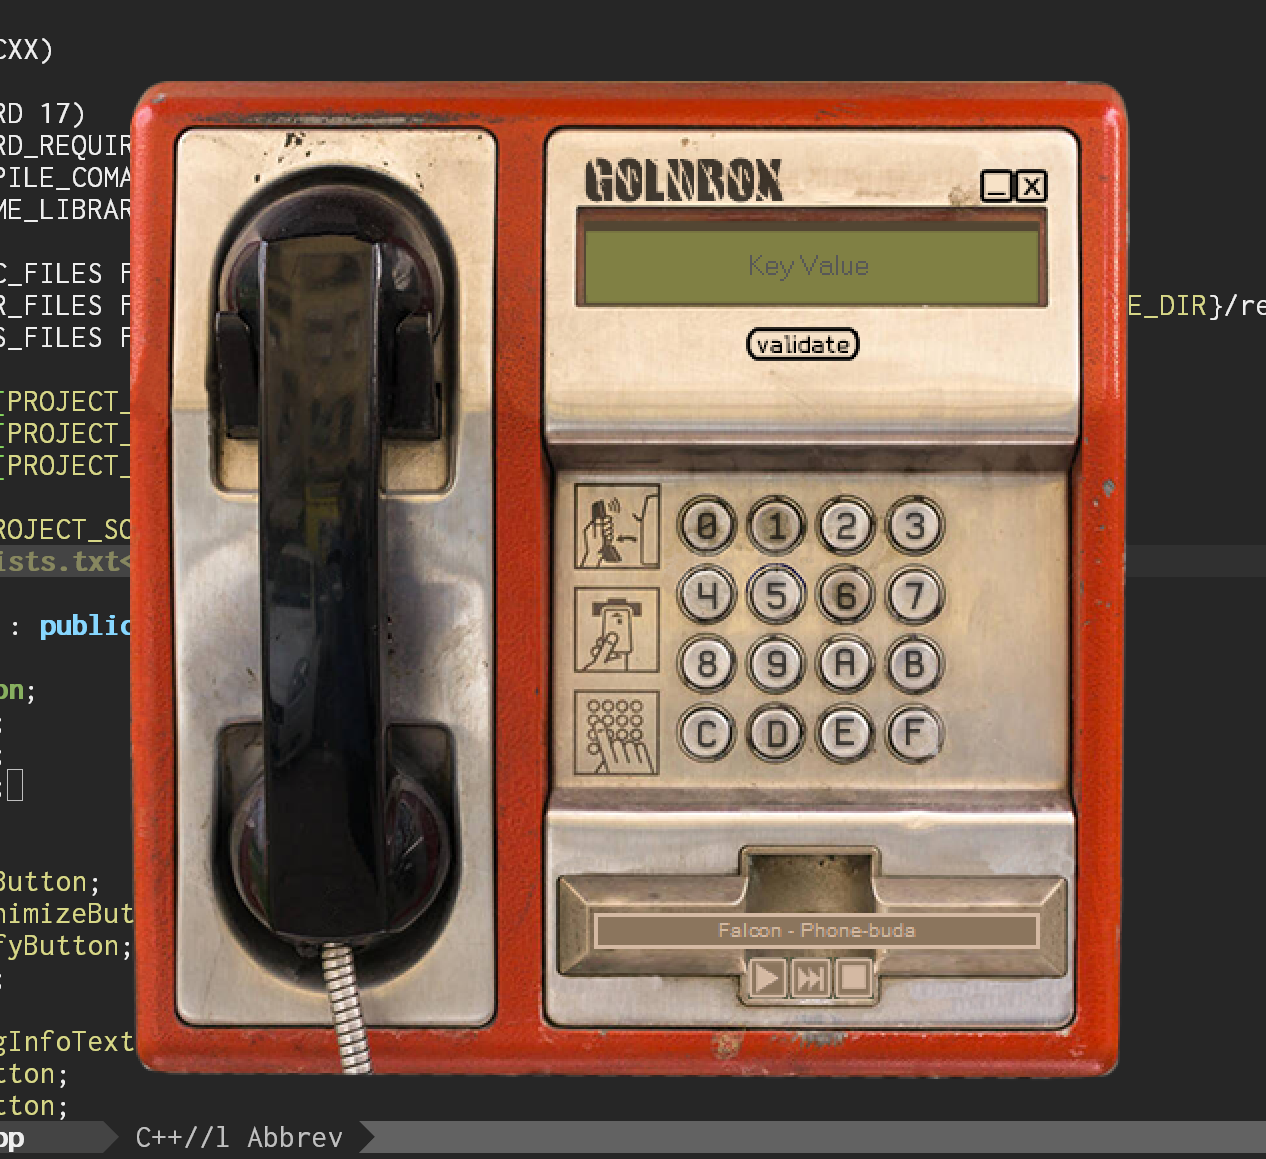 CXX)
RD 17)
RD_REQUIR
PILE_COMA
ME_LIBRAR
C_FILES F
R_FILES F
E_DIR}/re
S_FILES F
[PROJECT_
[PROJECT_
[PROJECT_
ROJECT_SO
ists.txt<
: public
on;
:
:
:
Button;
nimizeBut
fyButton;
:
gInfoText
tton;
tton;
pp
C++//l Abbrev
GOLDBOX
_ X
Key Value
validate
0 1 2 3
4 5 6 7
8 9 A B
C D E F
Falcon - Phone-buda